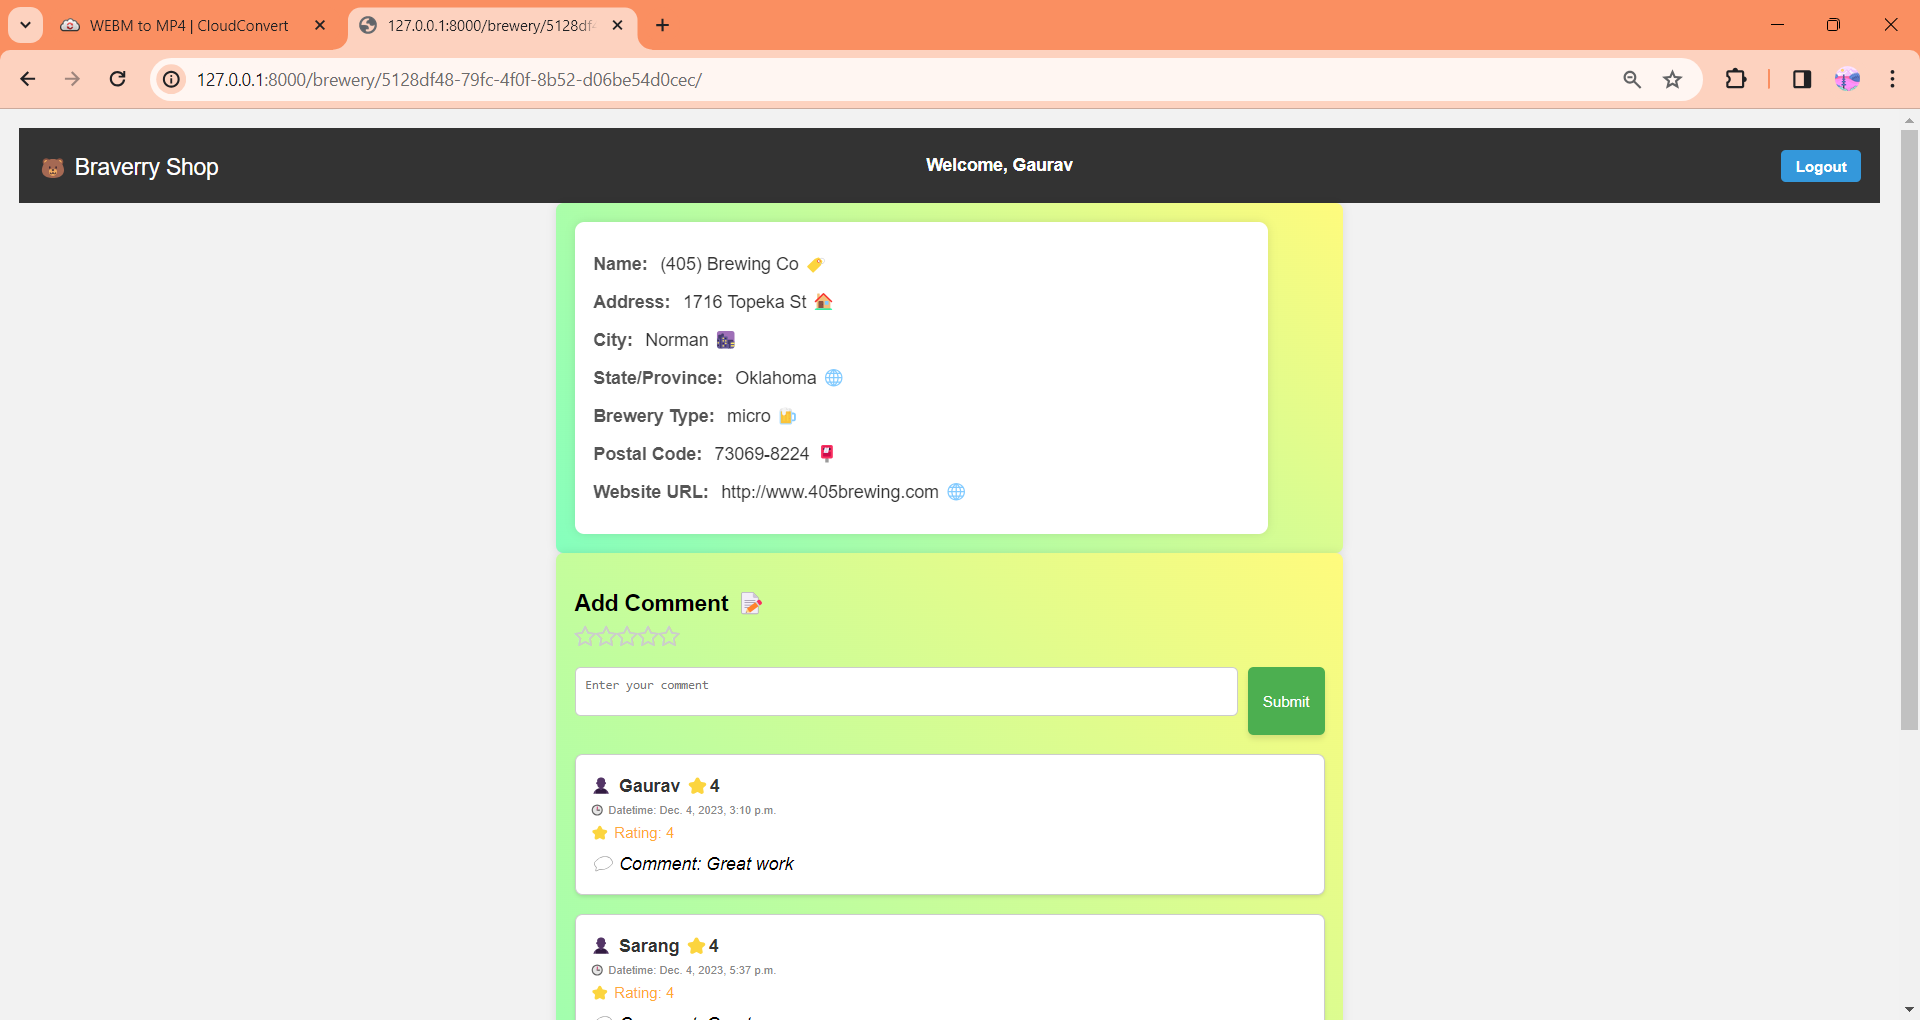 WEBM to MP4 | CloudConvert
127.0.0.1:8000/brewery/5128df4
127.0.0.1:8000/brewery/5128df48-79fc-4f0f-8b52-d06be54d0cec/
Braverry Shop
Welcome, Gaurav
Logout
Name: (405) Brewing Co
Address: 1716 Topeka St
City: Norman
State/Province: Oklahoma
Brewery Type: micro
Postal Code: 73069-8224
Website URL: http://www.405brewing.com
Add Comment
Enter your comment
Submit
Gaurav 4
Datetime: Dec. 4, 2023, 3:10 p.m.
Rating: 4
Comment: Great work
Sarang 4
Datetime: Dec. 4, 2023, 5:37 p.m.
Rating: 4